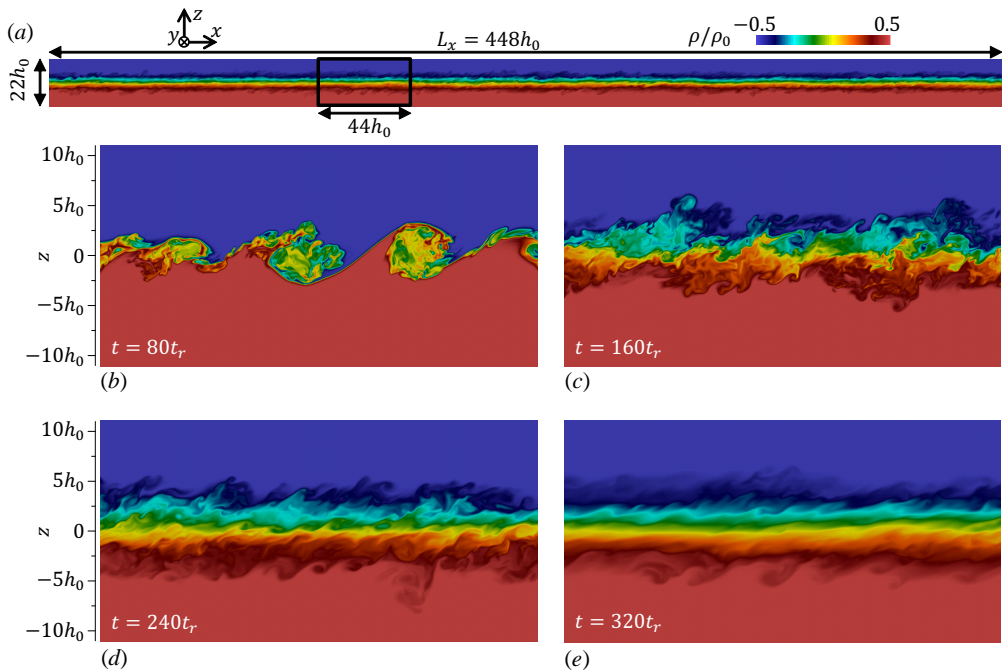 (a)
z
y x
L_x = 448h_0
ρ/ρ_0 −0.5 0.5
22h_0
44h_0
10h_0
5h_0
z 0
−5h_0
−10h_0
t = 80t_r
t = 160t_r
(b)
(c)
10h_0
5h_0
z 0
−5h_0
−10h_0
t = 240t_r
t = 320t_r
(d)
(e)